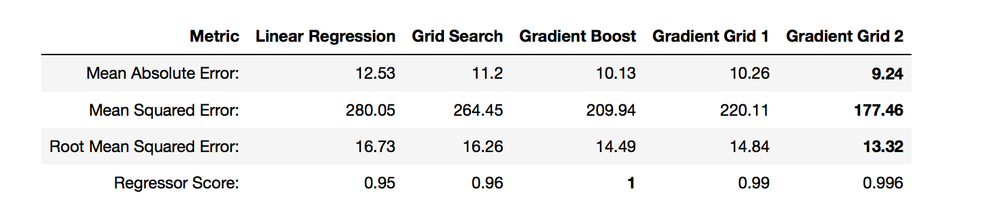 Metric Linear Regression Grid Search Gradient Boost Gradient Grid 1 Gradient Grid 2
Mean Absolute Error: 12.53 11.2 10.13 10.26 9.24
Mean Squared Error: 280.05 264.45 209.94 220.11 177.46
Root Mean Squared Error: 16.73 16.26 14.49 14.84 13.32
Regressor Score: 0.95 0.96 1 0.99 0.996